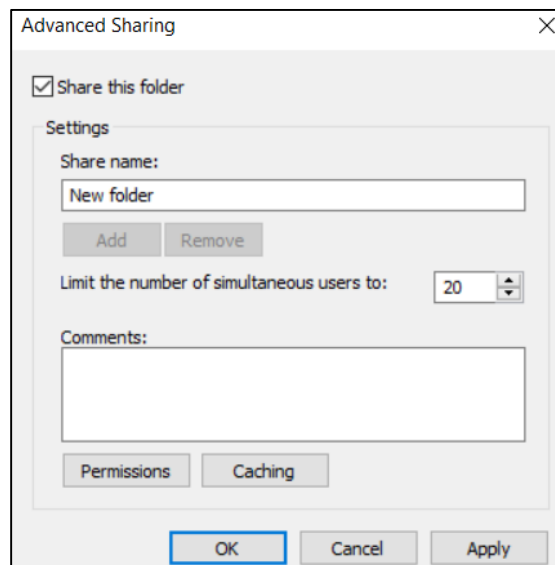 Advanced Sharing
Share this folder
Settings
Share name:
New folder
Add Remove
Limit the number of simultaneous users to: 20
Comments:
Permissions Caching
OK Cancel Apply